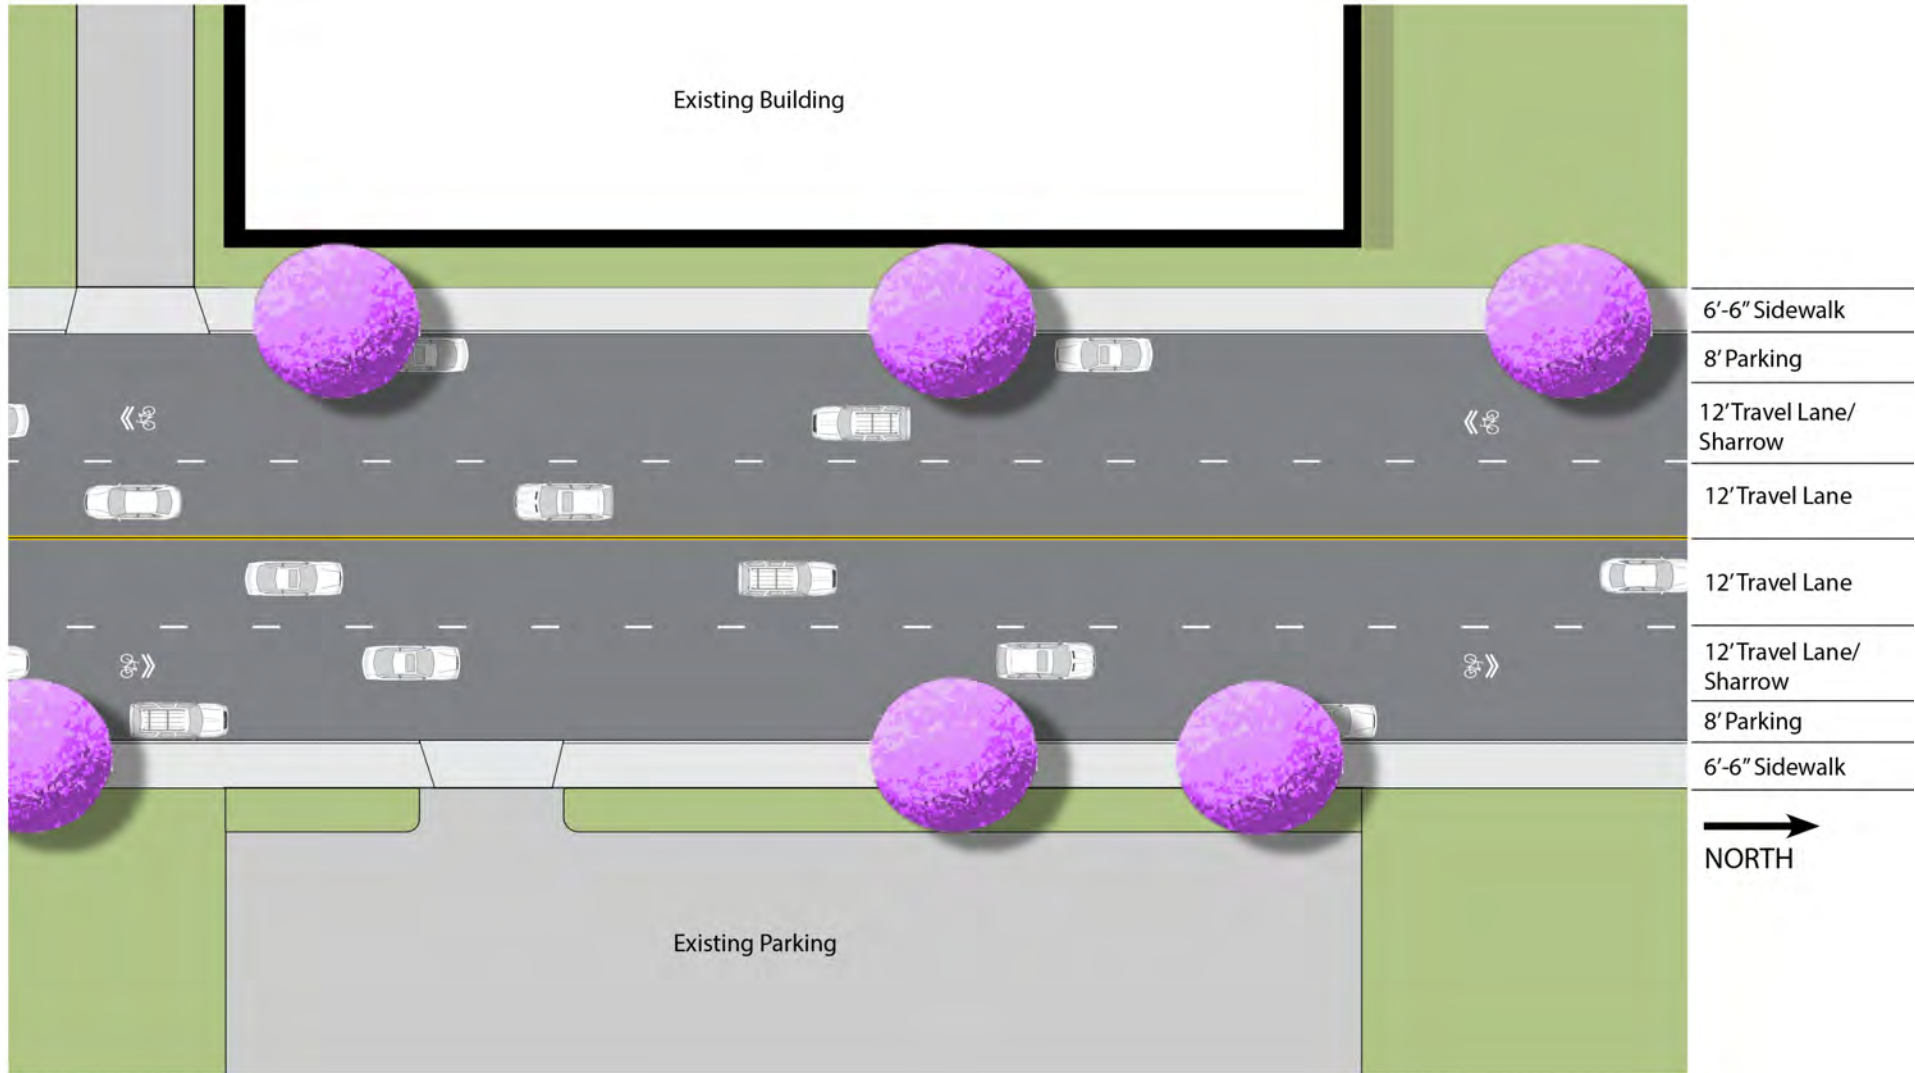 Existing Building
6'-6" Sidewalk
8' Parking
12' Travel Lane/
Sharrow
12' Travel Lane
12' Travel Lane
12' Travel Lane/
Sharrow
8' Parking
6'-6" Sidewalk
NORTH
Existing Parking